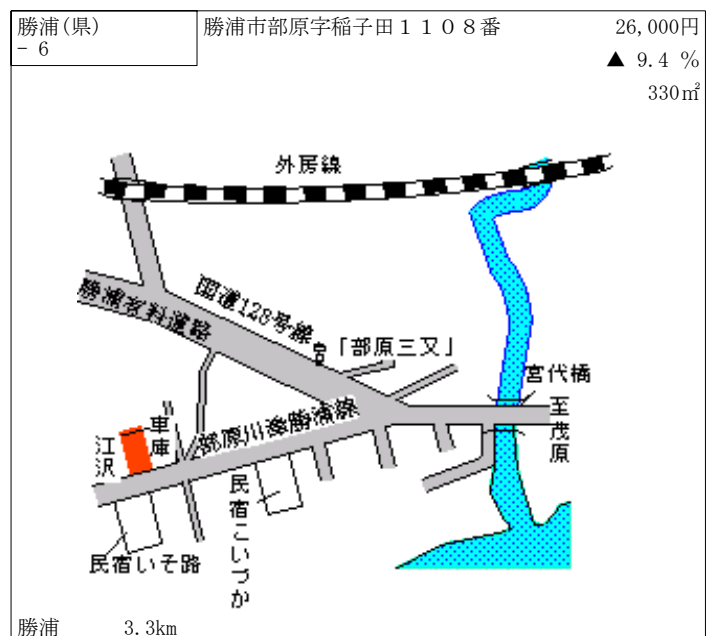 勝浦(県)
- 6
勝浦市部原字稲子田１１０８番
26,000円
▲ 9.4 %
330㎡
外房線
国道128号線
勝浦有料道路
「部原三又」
宮代橋
至茂原
部原川津勝浦線
車庫
江沢
民宿こいづか
民宿いそ路
勝浦 3.3km